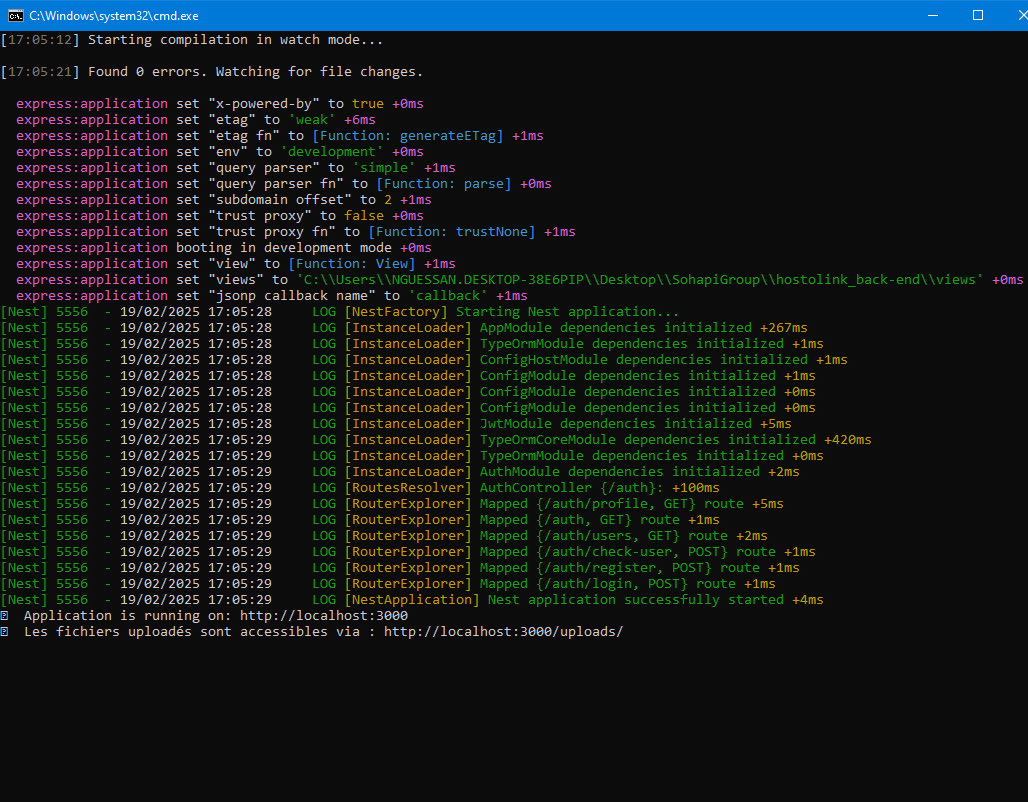 C:\Windows\system32\cmd.exe
[17:05:12] Starting compilation in watch mode...
[17:05:21] Found 0 errors. Watching for file changes.
express:application set "x-powered-by" to true +0ms
express:application set "etag" to 'weak' +6ms
express:application set "etag fn" to [Function: generateETag] +1ms
express:application set "env" to 'development' +0ms
express:application set "query parser" to 'simple' +1ms
express:application set "query parser fn" to [Function: parse] +0ms
express:application set "subdomain offset" to 2 +1ms
express:application set "trust proxy" to false +0ms
express:application set "trust proxy fn" to [Function: trustNone] +1ms
express:application booting in development mode +0ms
express:application set "view" to [Function: View] +1ms
express:application set "views" to 'C:\\Users\\NGUESSAN.DESKTOP-38E6PIP\\Desktop\\SohapiGroup\\hostolink_back-end\\views' +0ms
express:application set "jsonp callback name" to 'callback' +1ms
[Nest] 5556  - 19/02/2025 17:05:28     LOG [NestFactory] Starting Nest application...
[Nest] 5556  - 19/02/2025 17:05:28     LOG [InstanceLoader] AppModule dependencies initialized +267ms
[Nest] 5556  - 19/02/2025 17:05:28     LOG [InstanceLoader] TypeOrmModule dependencies initialized +1ms
[Nest] 5556  - 19/02/2025 17:05:28     LOG [InstanceLoader] ConfigHostModule dependencies initialized +1ms
[Nest] 5556  - 19/02/2025 17:05:28     LOG [InstanceLoader] ConfigModule dependencies initialized +1ms
[Nest] 5556  - 19/02/2025 17:05:28     LOG [InstanceLoader] ConfigModule dependencies initialized +0ms
[Nest] 5556  - 19/02/2025 17:05:28     LOG [InstanceLoader] ConfigModule dependencies initialized +0ms
[Nest] 5556  - 19/02/2025 17:05:28     LOG [InstanceLoader] JwtModule dependencies initialized +5ms
[Nest] 5556  - 19/02/2025 17:05:29     LOG [InstanceLoader] TypeOrmCoreModule dependencies initialized +420ms
[Nest] 5556  - 19/02/2025 17:05:29     LOG [InstanceLoader] TypeOrmModule dependencies initialized +0ms
[Nest] 5556  - 19/02/2025 17:05:29     LOG [InstanceLoader] AuthModule dependencies initialized +2ms
[Nest] 5556  - 19/02/2025 17:05:29     LOG [RoutesResolver] AuthController {/auth}: +100ms
[Nest] 5556  - 19/02/2025 17:05:29     LOG [RouterExplorer] Mapped {/auth/profile, GET} route +5ms
[Nest] 5556  - 19/02/2025 17:05:29     LOG [RouterExplorer] Mapped {/auth, GET} route +1ms
[Nest] 5556  - 19/02/2025 17:05:29     LOG [RouterExplorer] Mapped {/auth/users, GET} route +2ms
[Nest] 5556  - 19/02/2025 17:05:29     LOG [RouterExplorer] Mapped {/auth/check-user, POST} route +1ms
[Nest] 5556  - 19/02/2025 17:05:29     LOG [RouterExplorer] Mapped {/auth/register, POST} route +1ms
[Nest] 5556  - 19/02/2025 17:05:29     LOG [RouterExplorer] Mapped {/auth/login, POST} route +1ms
[Nest] 5556  - 19/02/2025 17:05:29     LOG [NestApplication] Nest application successfully started +4ms
Application is running on: http://localhost:3000
Les fichiers uploadés sont accessibles via : http://localhost:3000/uploads/